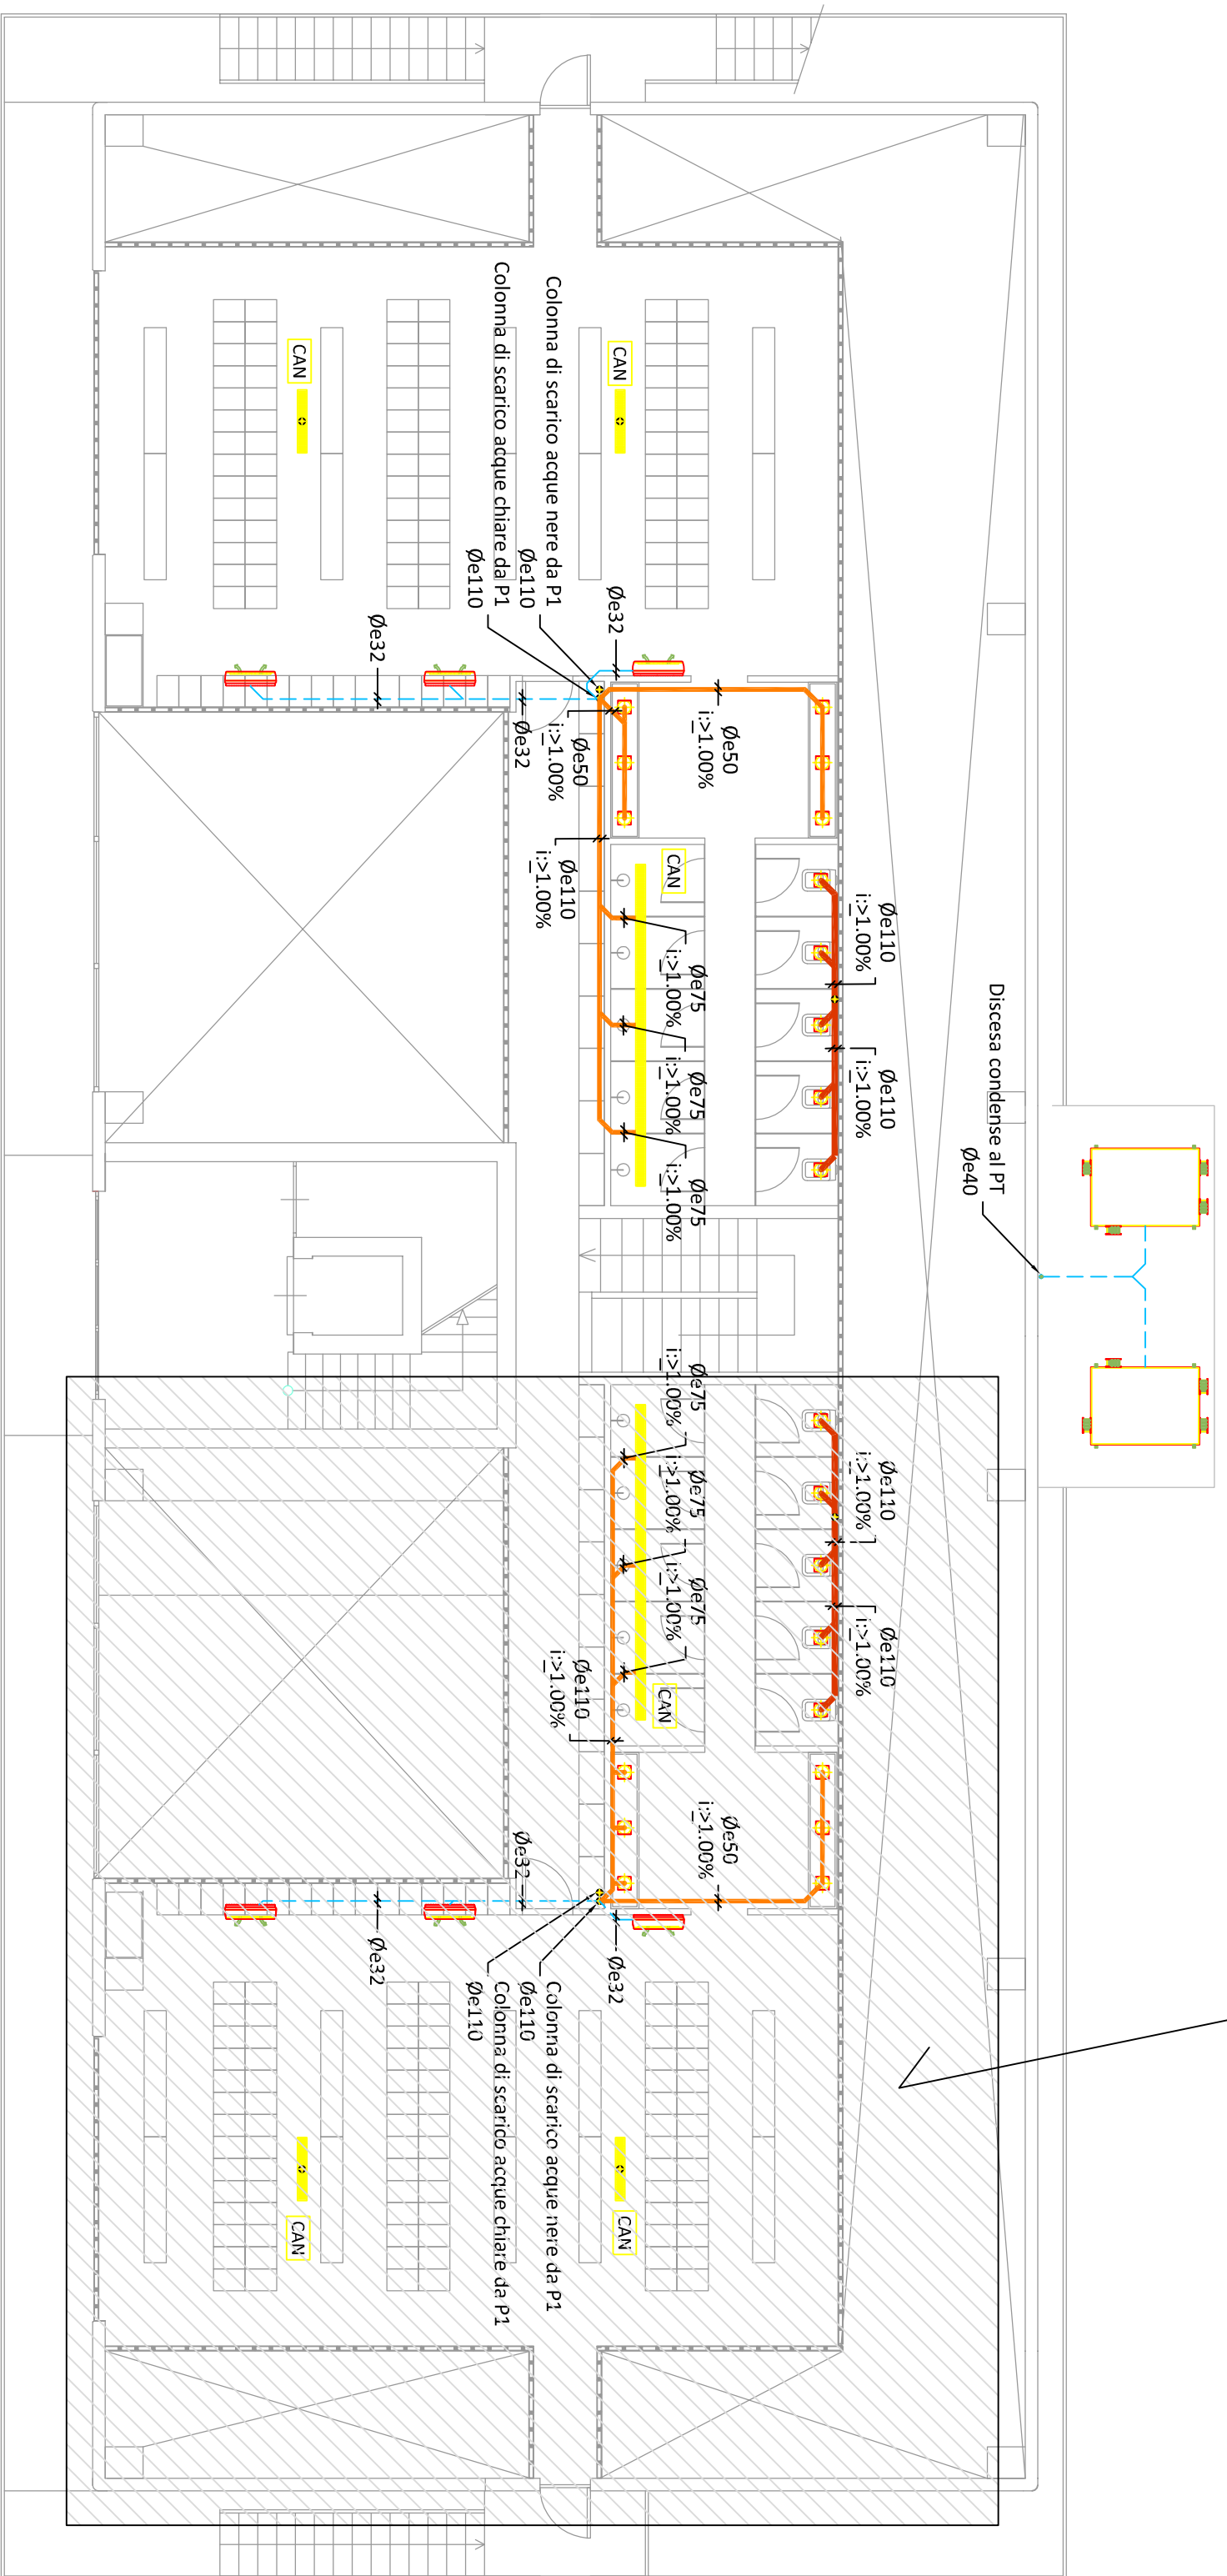 Discesa condense al PT
Øe40
Øe110
i:≥1.00%
Øe110
i:≥1.00%
Øe110
i:≥1.00%
Øe110
i:≥1.00%
Øe50
i:≥1.00%
Øe50
i:≥1.00%
Øe75
i:≥1.00%
Øe75
i:≥1.00%
Øe75
i:≥1.00%
Øe75
i:≥1.00%
Øe75
i:≥1.00%
Øe75
i:≥1.00%
CAN
CAN
CAN
Øe32
Øe32
CAN
Øe50
i:≥1.00%
Øe110
i:≥1.00%
Øe110
i:≥1.00%
Colonna di scarico acque nere da P1
Øe110
Colonna di scarico acque chiare da P1
Øe110
Colonna di scarico acque nere da P1
Øe110
Colonna di scarico acque chiare da P1
Øe110
Øe32
Øe32
Øe32
Øe32
CAN
CAN